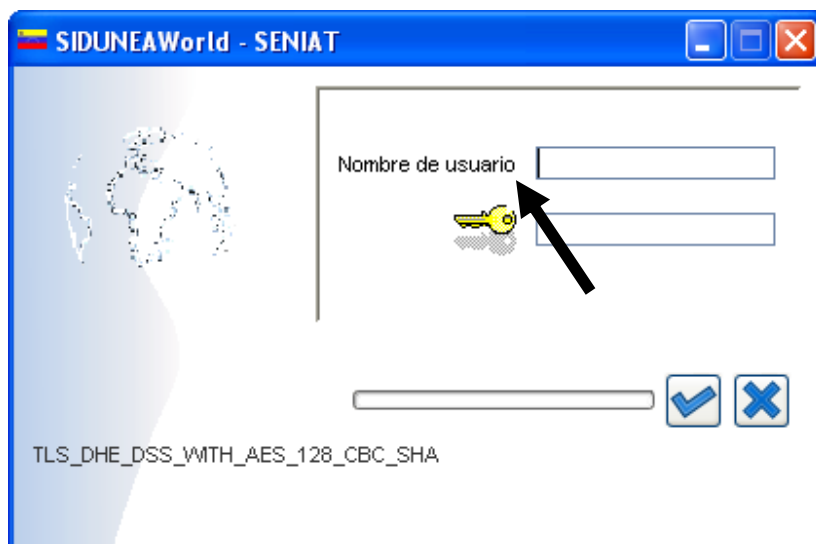 SIDUNEAWorld - SENIAT
Nombre de usuario
TLS_DHE_DSS_WITH_AES_128_CBC_SHA